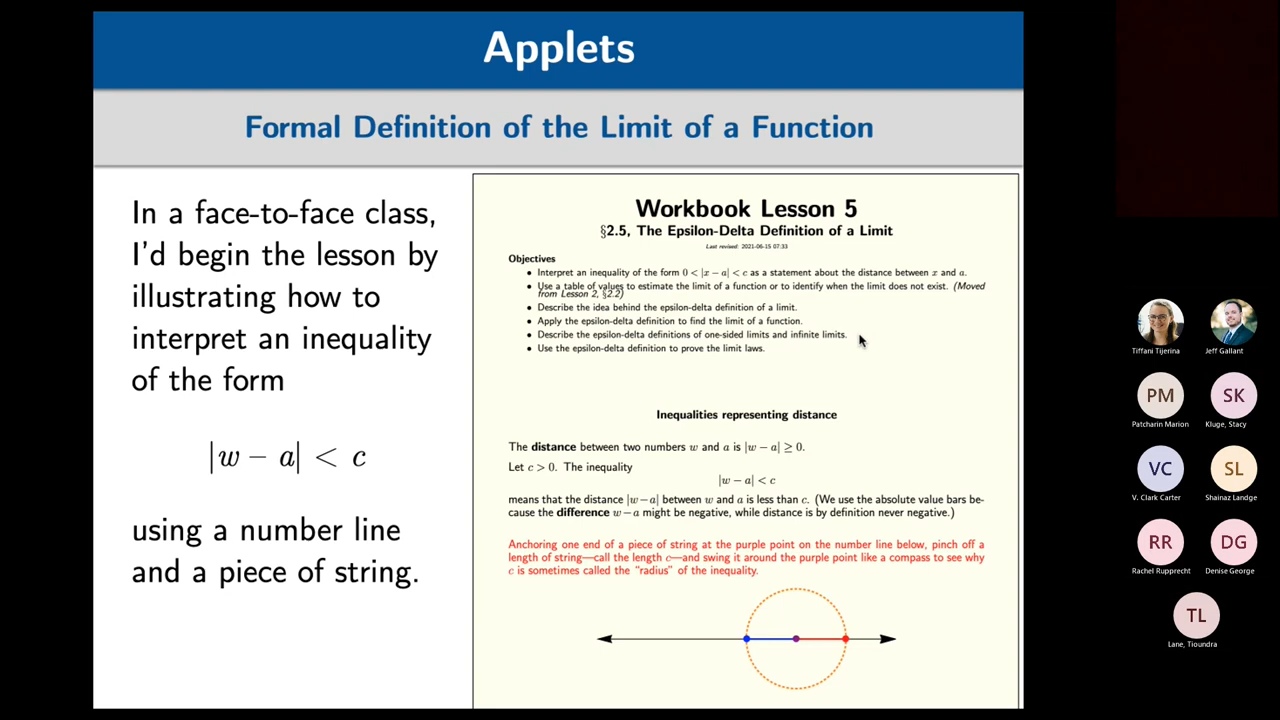 Applets
Formal Definition of the Limit of a Function
In a face-to-face class,
I'd begin the lesson by
illustrating how to
interpret an inequality
of the form
|w − a| < c
using a number line
and a piece of string.
Workbook Lesson 5
§2.5, The Epsilon-Delta Definition of a Limit
Last revised: 2021-06-15 07:33
Objectives
• Interpret an inequality of the form 0 < |x − a| < c as a statement about the distance between x and a.
• Use a table of values to estimate the limit of a function or to identify when the limit does not exist. (Moved
from Lesson 2, §2.2)
• Describe the idea behind the epsilon-delta definition of a limit.
• Apply the epsilon-delta definition to find the limit of a function.
• Describe the epsilon-delta definitions of one-sided limits and infinite limits.
• Use the epsilon-delta definition to prove the limit laws.
Inequalities representing distance
The distance between two numbers w and a is |w − a| ≥ 0.
Let c > 0. The inequality
|w − a| < c
means that the distance |w − a| between w and a is less than c. (We use the absolute value bars be-
cause the difference w − a might be negative, while distance is by definition never negative.)
Anchoring one end of a piece of string at the purple point on the number line below, pinch off a
length of string—call the length c—and swing it around the purple point like a compass to see why
c is sometimes called the "radius" of the inequality.
Tiffani Tijerina
Jeff Gallant
PM
SK
Patcharin Marion
Kluge, Stacy
VC
SL
V. Clark Carter
Shainaz Landge
RR
DG
Rachel Rupprecht
Denise George
TL
Lane, Tioundra